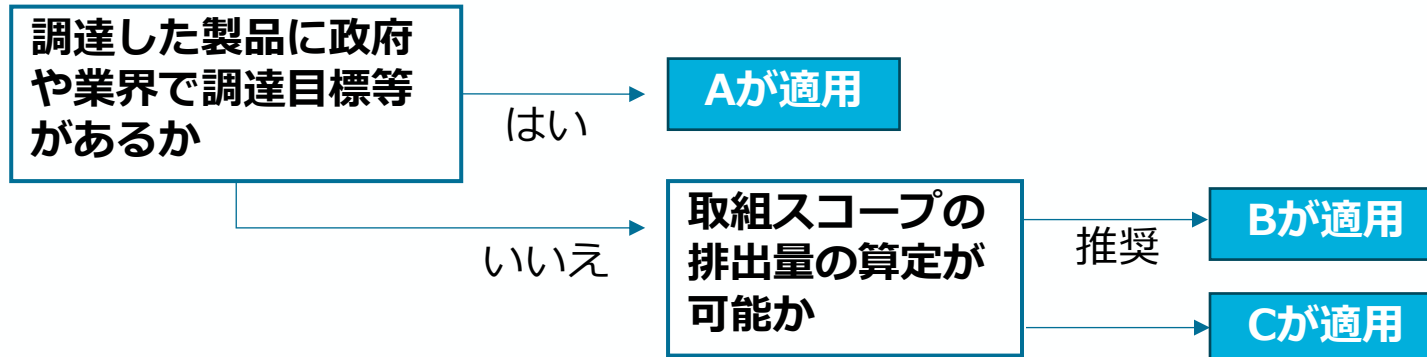 調達した製品に政府
や業界で調達目標等
があるか
はい
Aが適用
いいえ
取組スコープの
排出量の算定が
可能か
推奨
Bが適用
Cが適用